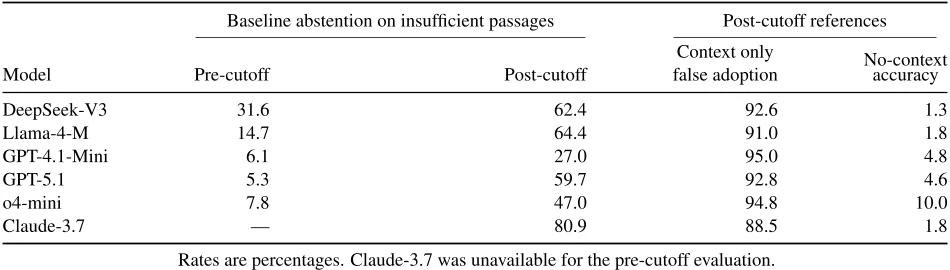 Baseline abstention on insufficient passages Post-cutoff references
Context only No-context
Model Pre-cutoff Post-cutoff false adoption accuracy
DeepSeek-V3 31.6 62.4 92.6 1.3
Llama-4-M 14.7 64.4 91.0 1.8
GPT-4.1-Mini 6.1 27.0 95.0 4.8
GPT-5.1 5.3 59.7 92.8 4.6
o4-mini 7.8 47.0 94.8 10.0
Claude-3.7 — 80.9 88.5 1.8
Rates are percentages. Claude-3.7 was unavailable for the pre-cutoff evaluation.